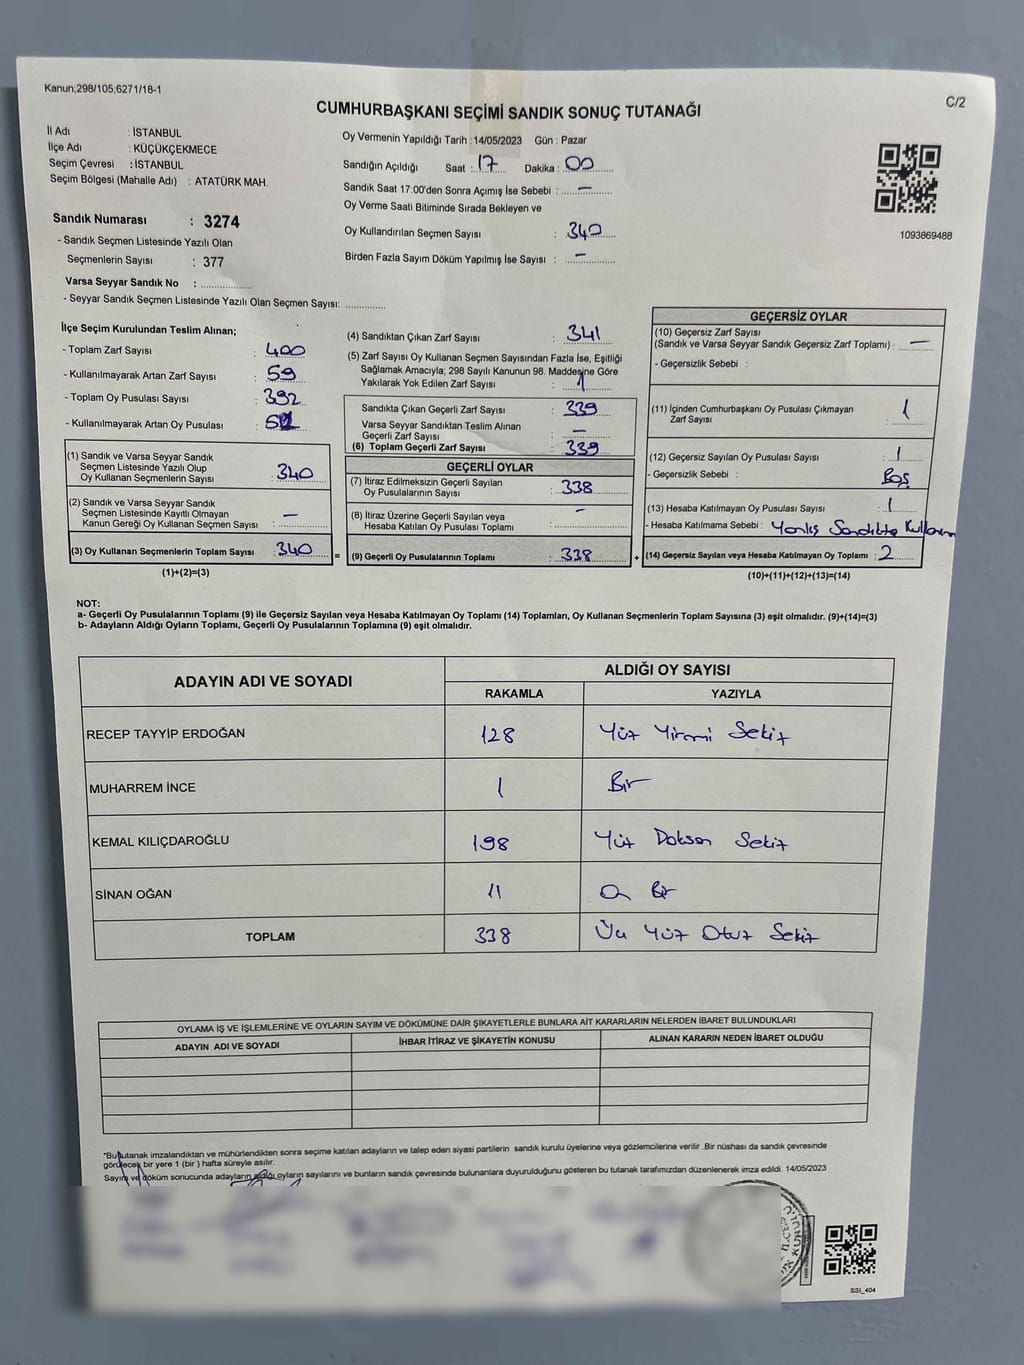 Kanun,298/105,6271/18-1
C/2
CUMHURBAŞKANI SEÇİMİ SANDIK SONUÇ TUTANAĞI
İl Adı : İSTANBUL
İlçe Adı : KÜÇÜKÇEKMECE
Seçim Çevresi : İSTANBUL
Seçim Bölgesi (Mahalle Adı) : ATATÜRK MAH.
Sandık Numarası : 3274
- Sandık Seçmen Listesinde Yazılı Olan
Seçmenlerin Sayısı : 377
Varsa Seyyar Sandık No :
- Seyyar Sandık Seçmen Listesinde Yazılı Olan Seçmen Sayısı:
Oy Vermenin Yapıldığı Tarih : 14/05/2023 Gün : Pazar
Sandığın Açıldığı Saat : 17 Dakika : 00
Sandık Saat 17:00'den Sonra Açımış İse Sebebi : —
Oy Verme Saati Bitiminde Sırada Bekleyen ve
Oy Kullandırılan Seçmen Sayısı : 340
Birden Fazla Sayım Döküm Yapılmış İse Sayısı : —
1093869488
İlçe Seçim Kurulundan Teslim Alınan;
- Toplam Zarf Sayısı : 400
- Kullanılmayarak Artan Zarf Sayısı : 59
- Toplam Oy Pusulası Sayısı : 392
- Kullanılmayarak Artan Oy Pusulası :
(1) Sandık ve Varsa Seyyar Sandık
Seçmen Listesinde Yazılı Olup
Oy Kullanan Seçmenlerin Sayısı : 340
(2) Sandık ve Varsa Seyyar Sandık
Seçmen Listesinde Kayıtlı Olmayan
Kanun Gereği Oy Kullanan Seçmen Sayısı : —
(3) Oy Kullanan Seçmenlerin Toplam Sayısı : 340
(1)+(2)=(3)
=
(4) Sandıktan Çıkan Zarf Sayısı : 341
(5) Zarf Sayısı Oy Kullanan Seçmen Sayısından Fazla İse, Eşitliği
Sağlamak Amacıyla; 298 Sayılı Kanunun 98. Maddesine Göre
Yakılarak Yok Edilen Zarf Sayısı : 1
Sandıkta Çıkan Geçerli Zarf Sayısı : 339
Varsa Seyyar Sandıktan Teslim Alınan
Geçerli Zarf Sayısı : —
(6) Toplam Geçerli Zarf Sayısı : 339
GEÇERLİ OYLAR
(7) İtiraz Edilmeksizin Geçerli Sayılan
Oy Pusulalarının Sayısı : 338
(8) İtiraz Üzerine Geçerli Sayılan veya
Hesaba Katılan Oy Pusulası Toplamı : —
(9) Geçerli Oy Pusulalarının Toplamı : 338
+
GEÇERSİZ OYLAR
(10) Geçersiz Zarf Sayısı
(Sandık ve Varsa Seyyar Sandık Geçersiz Zarf Toplamı) : —
- Geçersizlik Sebebi :
(11) İçinden Cumhurbaşkanı Oy Pusulası Çıkmayan
Zarf Sayısı : 1
(12) Geçersiz Sayılan Oy Pusulası Sayısı : 1
- Geçersizlik Sebebi : Boş
(13) Hesaba Katılmayan Oy Pusulası Sayısı : 1
- Hesaba Katılmama Sebebi : Yanlış Sandıkta Kullanım
(14) Geçersiz Sayılan veya Hesaba Katılmayan Oy Toplamı : 2
(10)+(11)+(12)+(13)=(14)
NOT:
a- Geçerli Oy Pusulalarının Toplamı (9) ile Geçersiz Sayılan veya Hesaba Katılmayan Oy Toplamı (14) Toplamları, Oy Kullanan Seçmenlerin Toplam Sayısına (3) eşit olmalıdır. (9)+(14)=(3)
b- Adayların Aldığı Oyların Toplamı, Geçerli Oy Pusulalarının Toplamına (9) eşit olmalıdır.
ADAYIN ADI VE SOYADI
ALDIĞI OY SAYISI
RAKAMLA YAZIYLA
RECEP TAYYİP ERDOĞAN 128 Yüz Yirmi Sekiz
MUHARREM İNCE 1 Bir
KEMAL KILIÇDAROĞLU 198 Yüz Doksan Sekiz
SİNAN OĞAN 11 On Bir
TOPLAM 338 Üç Yüz Otuz Sekiz
OYLAMA İŞ VE İŞLEMLERİNE VE OYLARIN SAYIM VE DÖKÜMÜNE DAİR ŞİKAYETLERLE BUNLARA AİT KARARLARIN NELERDEN İBARET BULUNDUKLARI
ADAYIN ADI VE SOYADI İHBAR İTİRAZ VE ŞİKAYETİN KONUSU ALINAN KARARIN NEDEN İBARET OLDUĞU
*Bu tutanak imzalandıktan ve mühürlendikten sonra seçime katılan adayların ve talep eden siyasi partilerin sandık kurulu üyelerine veya gözlemcilerine verilir .Bir nüshası da sandık çevresinde
görülecek bir yere 1 (bir ) hafta süreyle asılır.
Sayım ve döküm sonucunda adayların aldığı oyların sayılarını ve bunların sandık çevresinde bulunanlara duyurulduğunu gösteren bu tutanak tarafımızdan düzenlenerek imza edildi. 14/05/2023
SSI_404